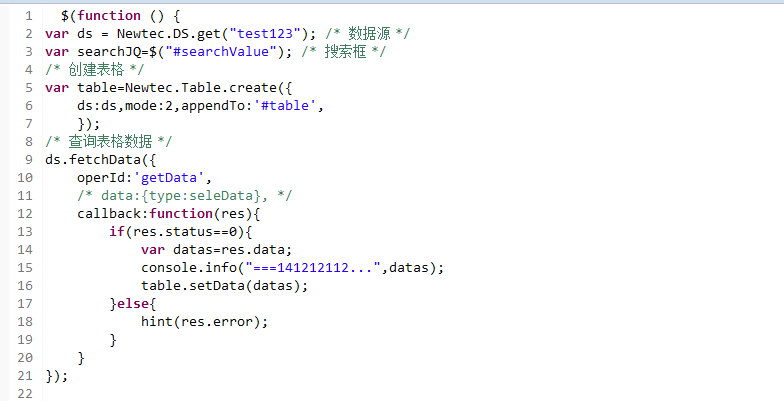 1 $(function () {
2 var ds = Newtec.DS.get("test123"); /* 数据源 */
3 var searchJQ=$("#searchValue"); /* 搜索框 */
4 /* 创建表格 */
5 var table=Newtec.Table.create({
6 ds:ds,mode:2,appendTo:'#table',
7 });
8 /* 查询表格数据 */
9 ds.fetchData({
10 operId:'getData',
11 /* data:{type:seleData}, */
12 callback:function(res){
13 if(res.status==0){
14 var datas=res.data;
15 console.info("===141212112...",datas);
16 table.setData(datas);
17 }else{
18 hint(res.error);
19 }
20 }
21 });
22